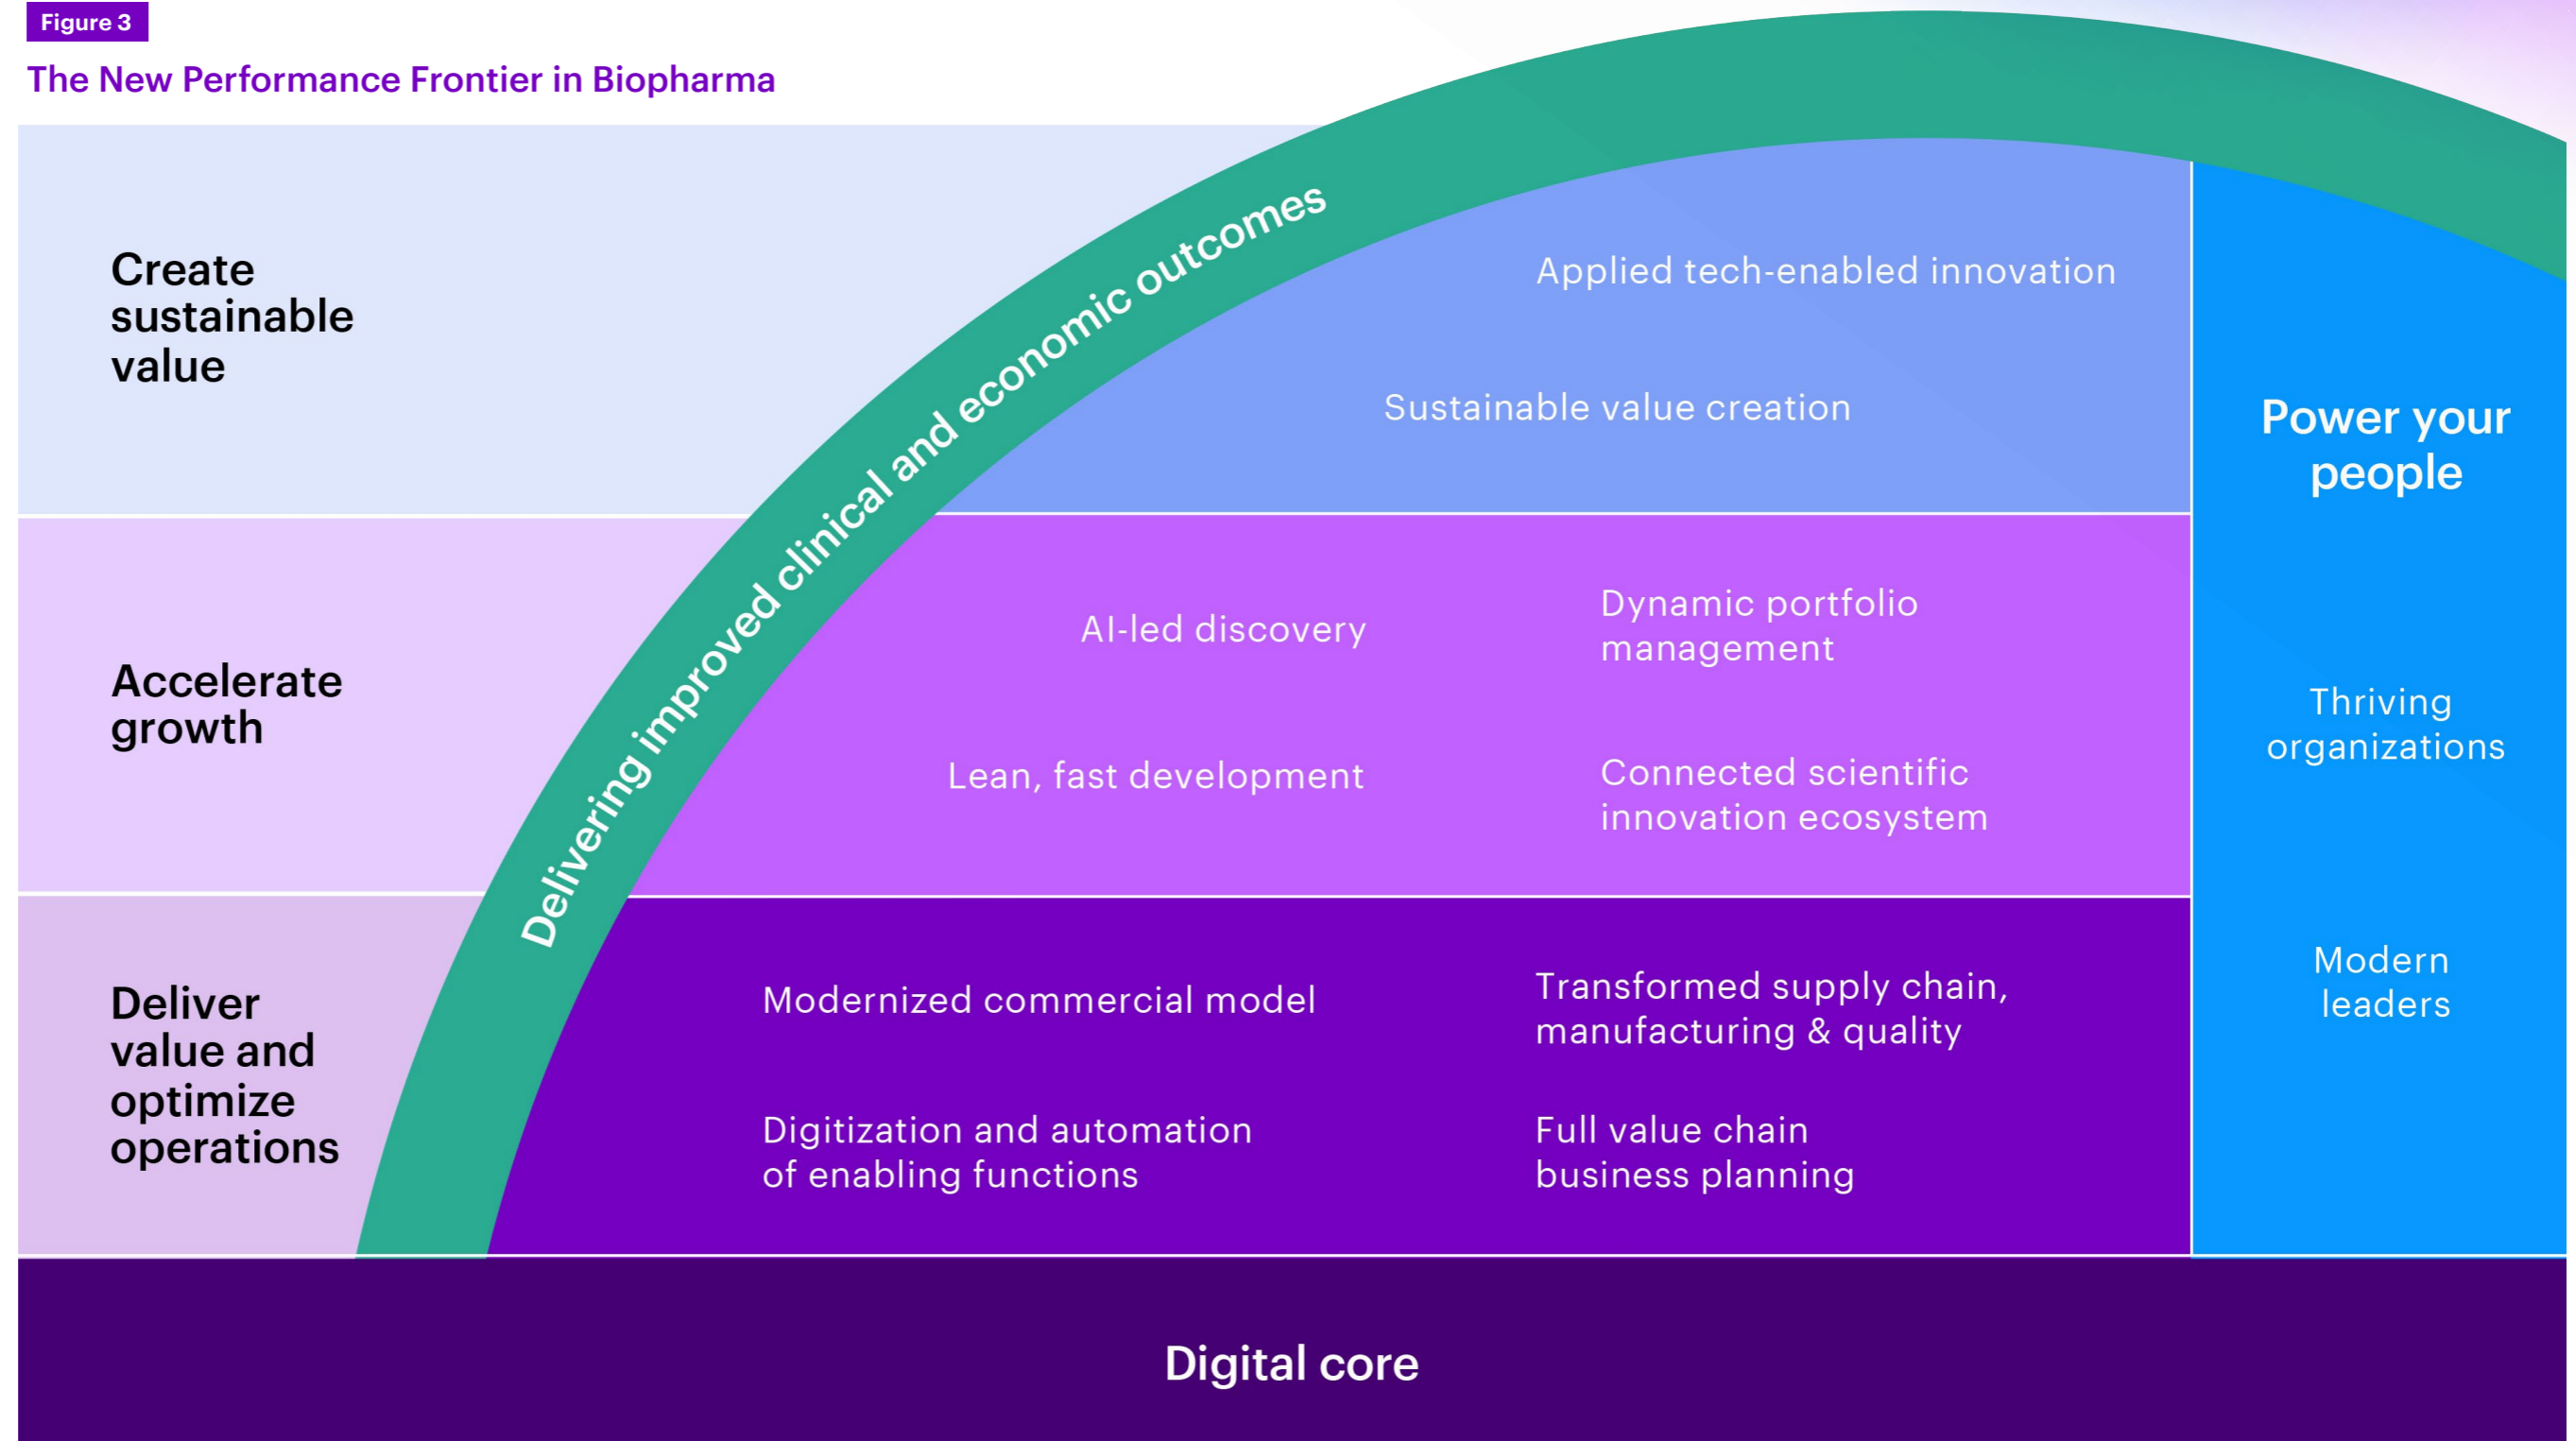 Figure 3
The New Performance Frontier in Biopharma
Create
sustainable
value
Accelerate
growth
Deliver
value and
optimize
operations
Delivering improved clinical and economic outcomes
Applied tech-enabled innovation
Sustainable value creation
AI-led discovery
Dynamic portfolio
management
Lean, fast development
Connected scientific
innovation ecosystem
Modernized commercial model
Transformed supply chain,
manufacturing & quality
Digitization and automation
of enabling functions
Full value chain
business planning
Power your
people
Thriving
organizations
Modern
leaders
Digital core